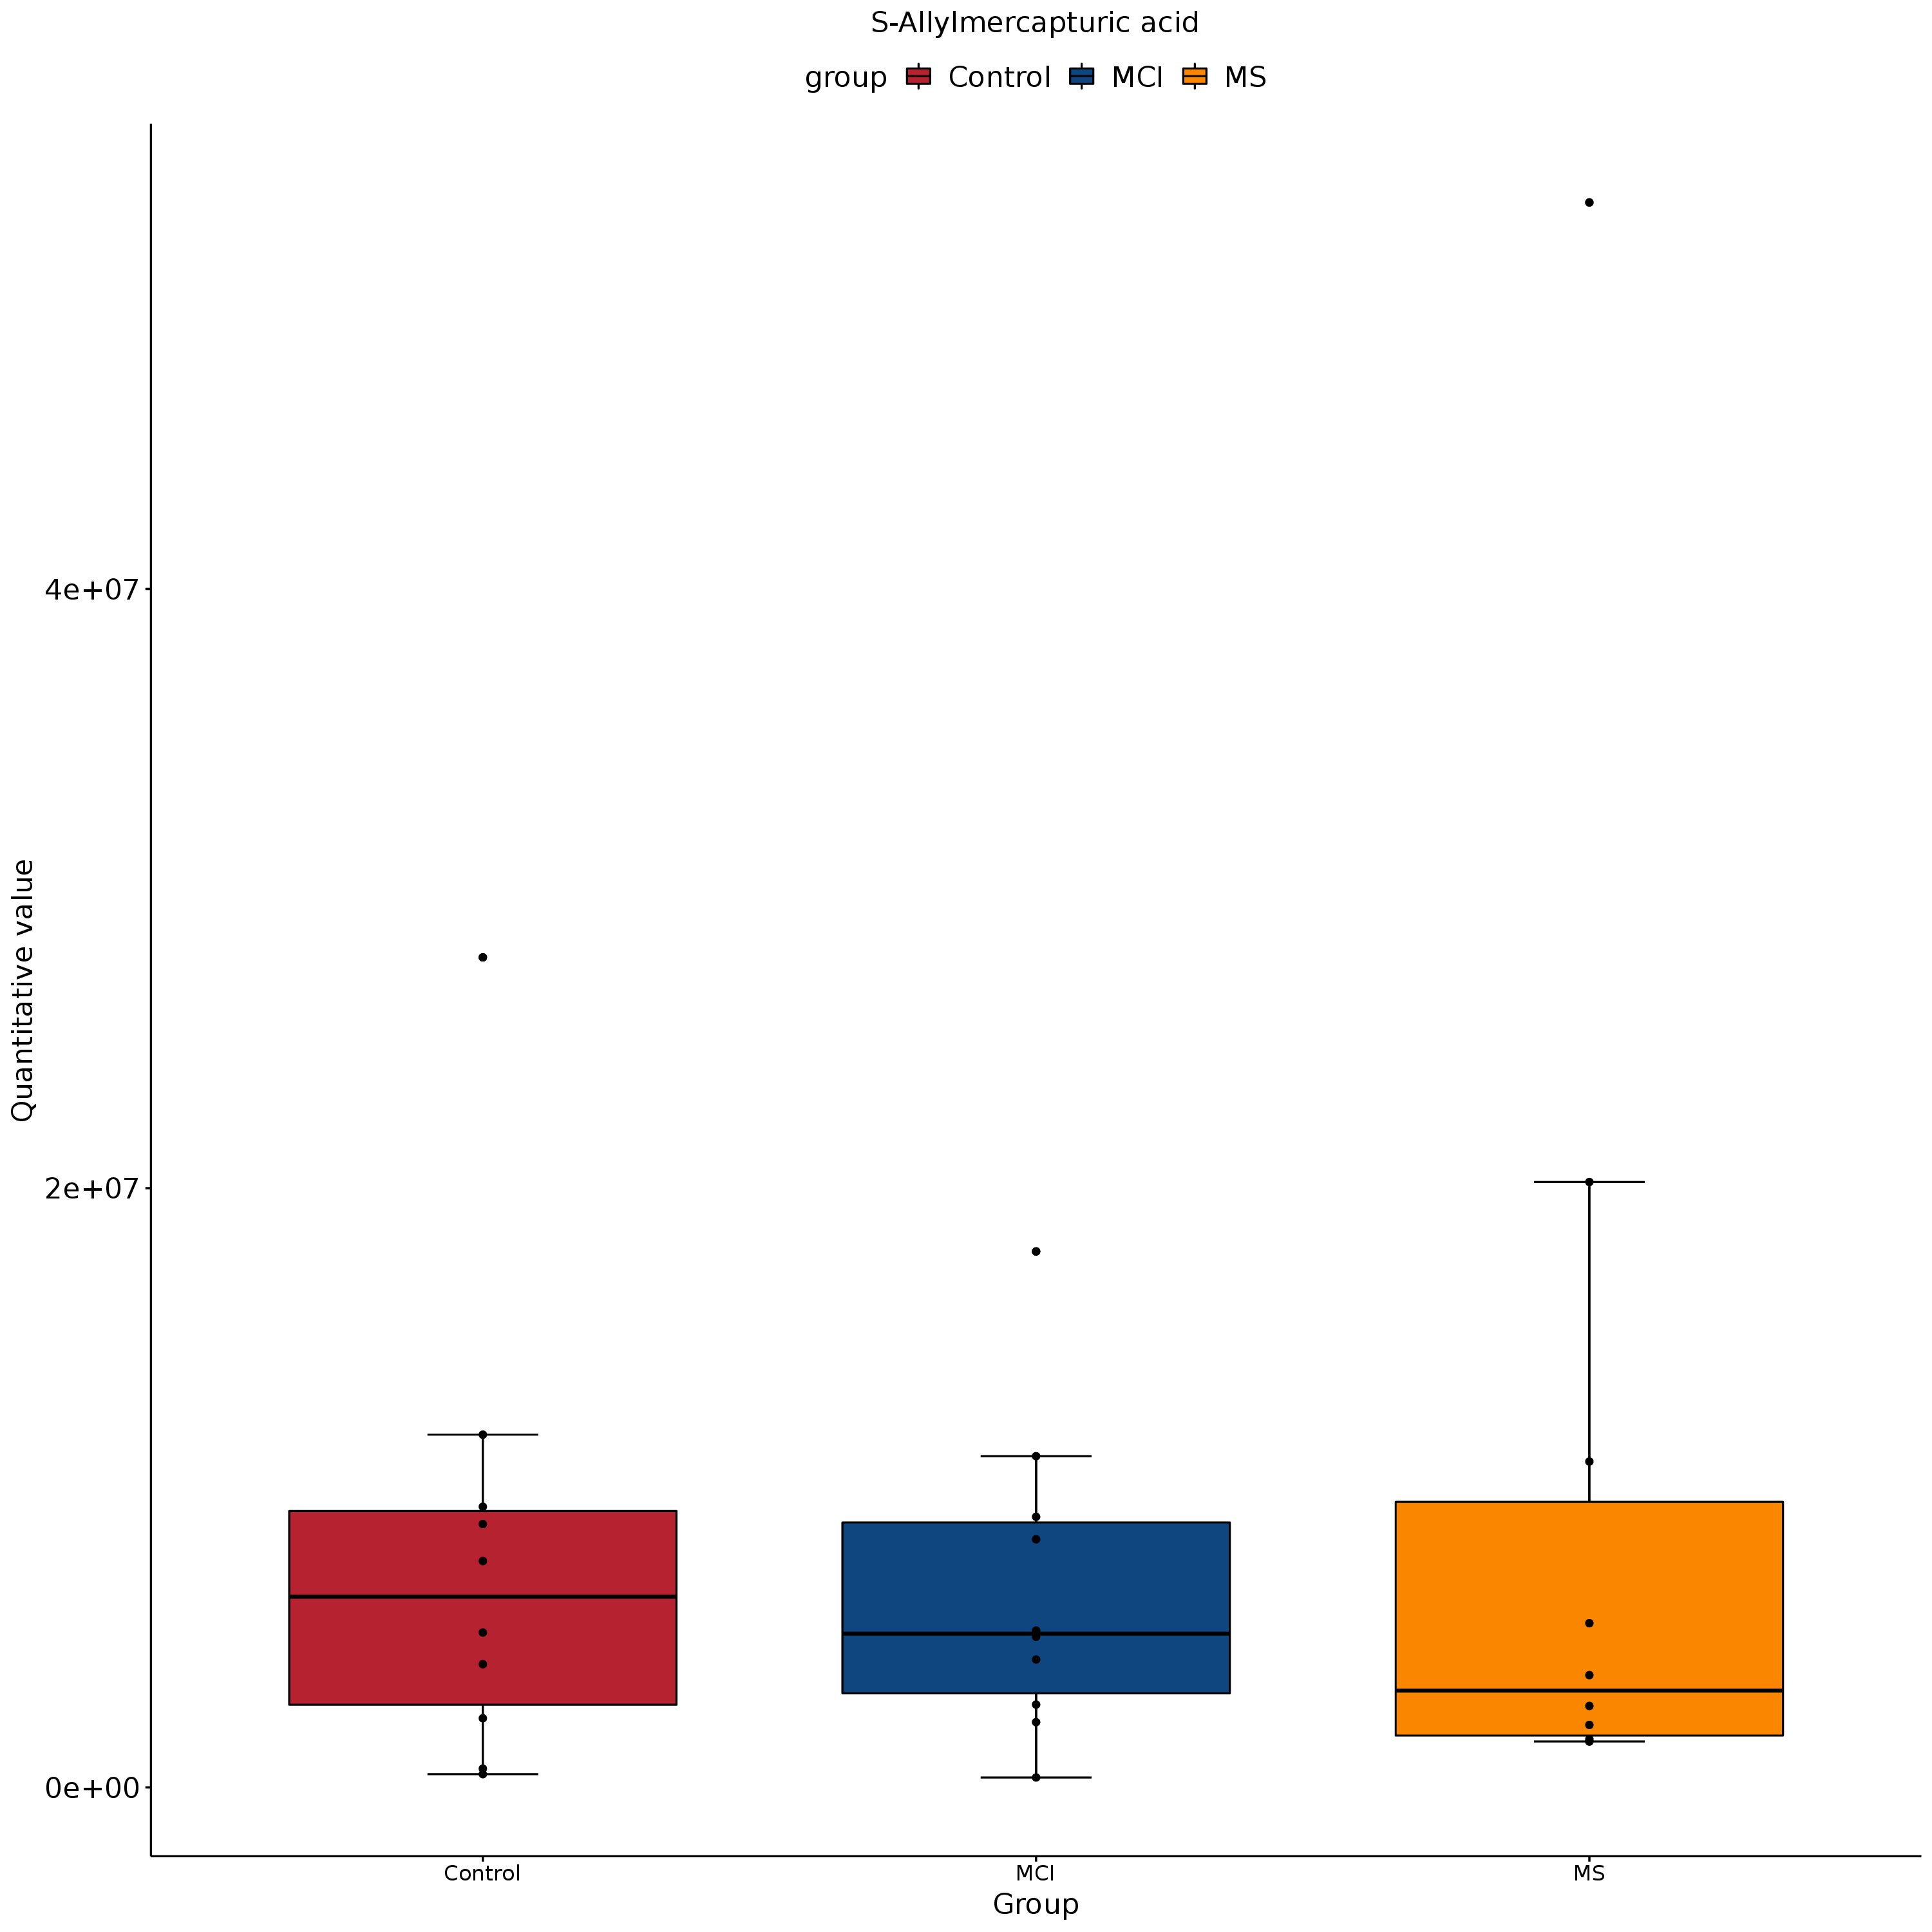 S-Allylmercapturic acid
group Control MCI MS
Quantitative value
4e+07
2e+07
0e+00
Control MCI MS
Group